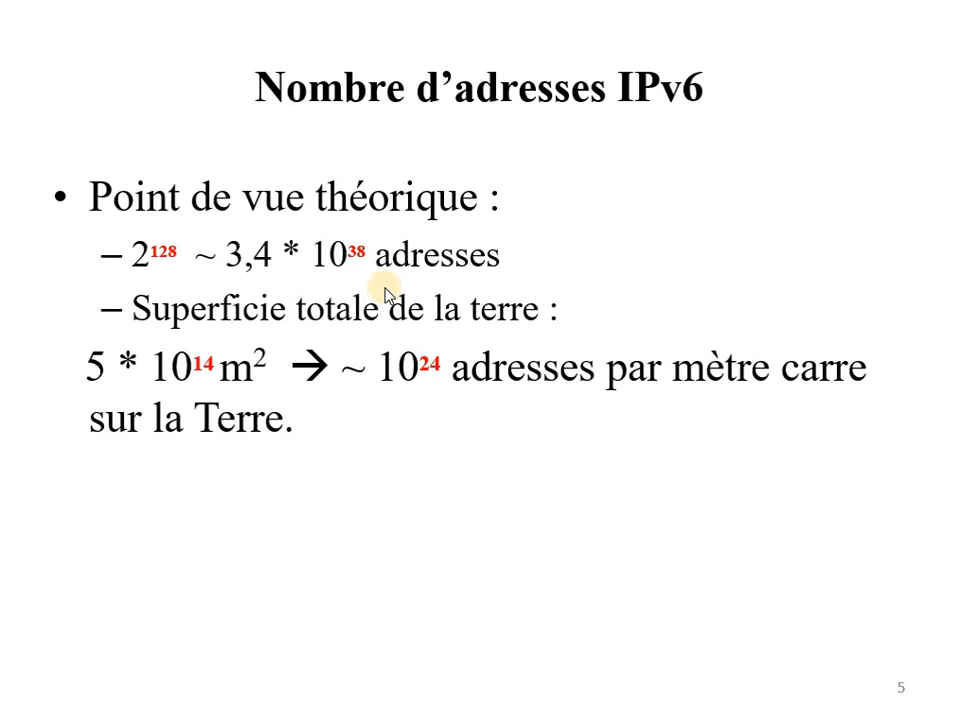 Nombre d’adresses IPv6
• Point de vue théorique :
– 2¹²⁸ ~ 3,4 * 10³⁸ adresses
– Superficie totale de la terre :
5 * 10¹⁴ m² → ~ 10²⁴ adresses par mètre carre
sur la Terre.
5